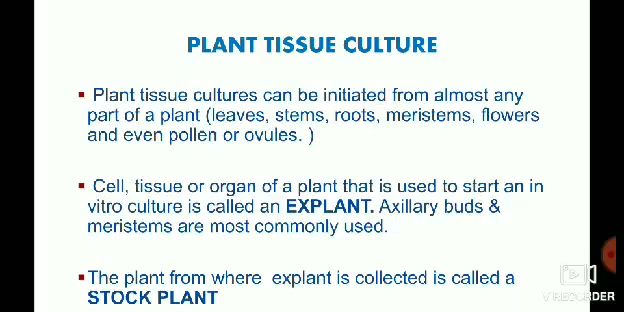 PLANT TISSUE CULTURE
▪ Plant tissue cultures can be initiated from almost any
part of a plant (leaves, stems, roots, meristems, flowers
and even pollen or ovules. )
▪ Cell, tissue or organ of a plant that is used to start an in
vitro culture is called an EXPLANT. Axillary buds &
meristems are most commonly used.
▪ The plant from where explant is collected is called a
STOCK PLANT
VIRECORDER